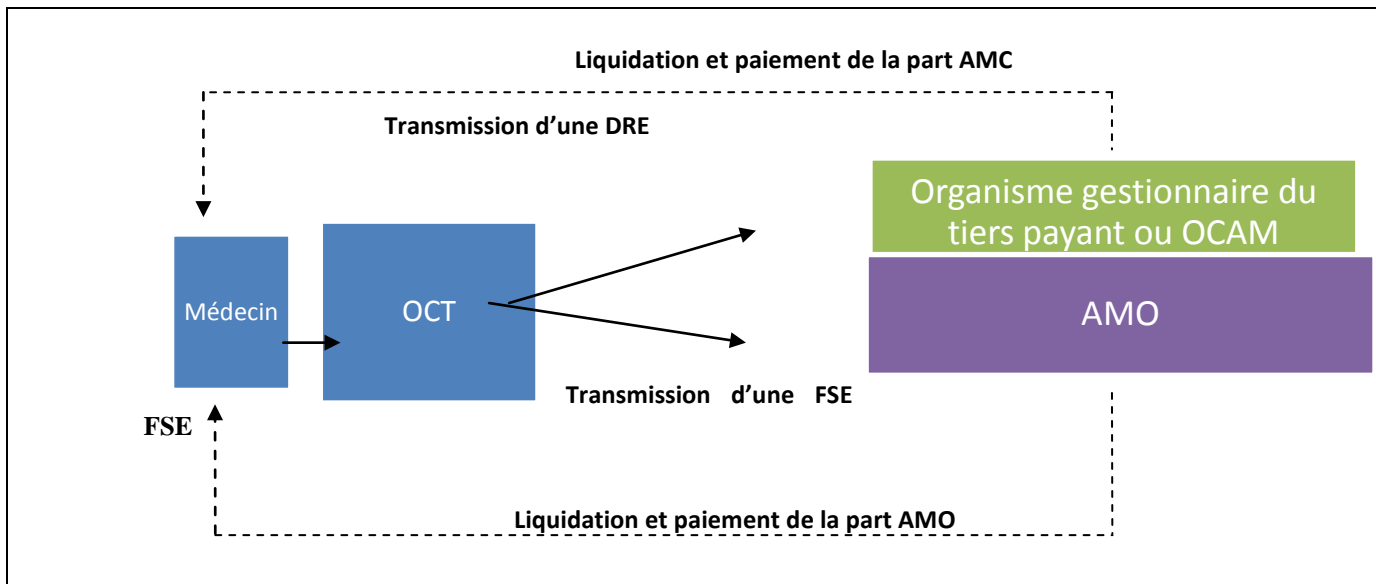 Liquidation et paiement de la part AMC
Transmission d’une DRE
Organisme gestionnaire du
tiers payant ou OCAM
Médecin
OCT
AMO
Transmission d’une FSE
FSE
Liquidation et paiement de la part AMO